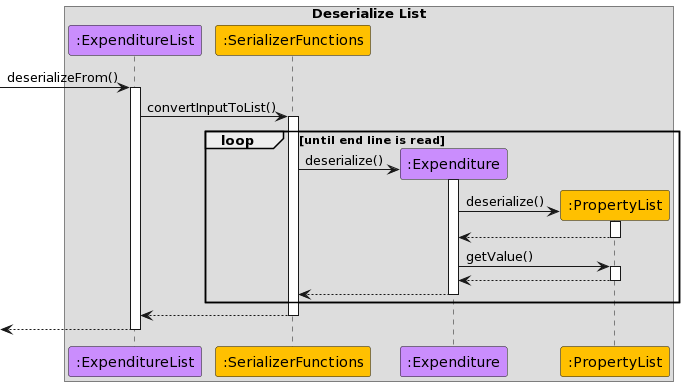 Deserialize List
:ExpenditureList :SerializerFunctions
deserializeFrom()
convertInputToList()
loop [until end line is read]
deserialize() :Expenditure
deserialize() :PropertyList
getValue()
:ExpenditureList :SerializerFunctions :Expenditure :PropertyList